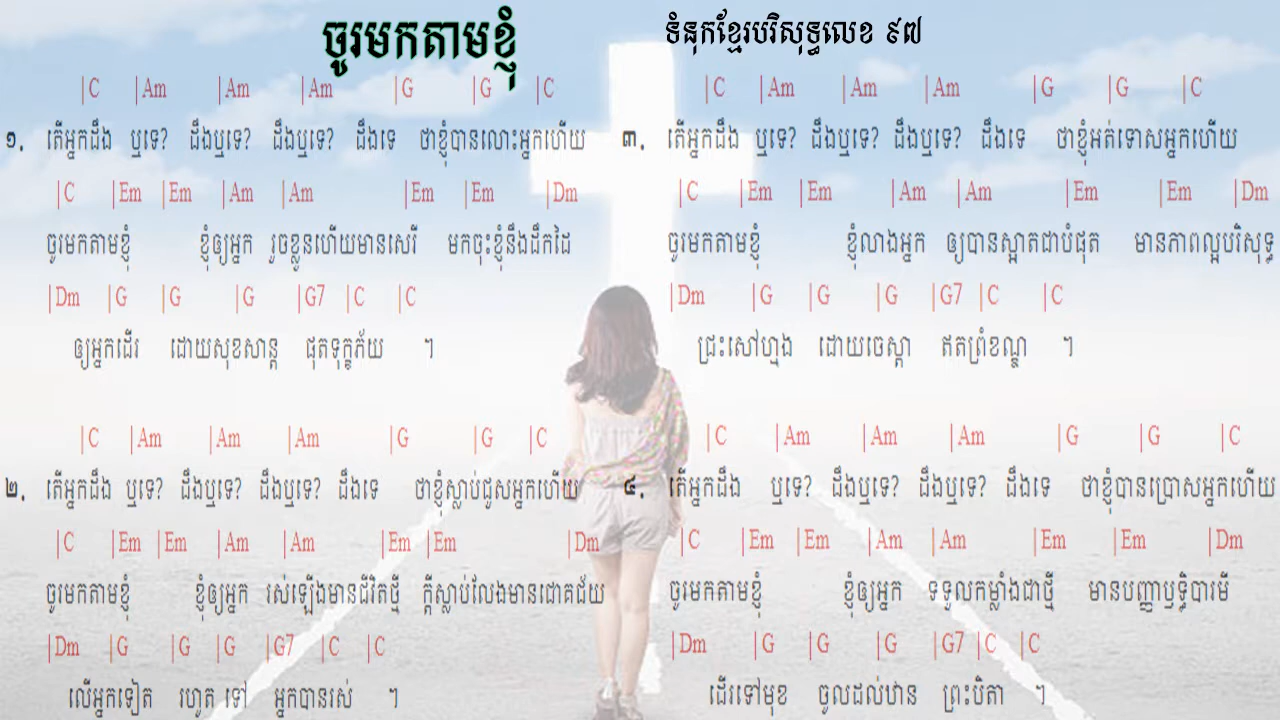 ចូរមកតាមខ្ញុំ
ទំនុកខ្មែរបរិសុទ្ធលេខ ៩៧
|C |Am |Am |Am |G |G |C
១. តើអ្នកដឹង ឬទេ? ដឹងឬទេ? ដឹងឬទេ? ដឹងទេ ថាខ្ញុំបានលោះអ្នកហើយ
|C |Em |Em |Am |Am |Em |Em |Dm
ចូរមកតាមខ្ញុំ ខ្ញុំឲ្យអ្នក រួចខ្លួនហើយមានសេរី មកចុះខ្ញុំនឹងដឹកដៃ
|Dm |G |G |G |G7 |C |C
ឲ្យអ្នកដើរ ដោយសុខសាន្ត ផុតទុក្ខភ័យ ។
|C |Am |Am |Am |G |G |C
២. តើអ្នកដឹង ឬទេ? ដឹងឬទេ? ដឹងឬទេ? ដឹងទេ ថាខ្ញុំស្លាប់ជួសអ្នកហើយ
|C |Em |Em |Am |Am |Em |Em |Dm
ចូរមកតាមខ្ញុំ ខ្ញុំឲ្យអ្នក រស់ឡើងមានជីវិតថ្មី ក្ដីស្លាប់លែងមានជោគជ័យ
|Dm |G |G |G |G7 |C |C
លើអ្នកទៀត រហូត ទៅ អ្នកបានរស់ ។
|C |Am |Am |Am |G |G |C
៣. តើអ្នកដឹង ឬទេ? ដឹងឬទេ? ដឹងឬទេ? ដឹងទេ ថាខ្ញុំអត់ទោសអ្នកហើយ
|C |Em |Em |Am |Am |Em |Em |Dm
ចូរមកតាមខ្ញុំ ខ្ញុំលាងអ្នក ឲ្យបានស្អាតជាបំផុត មានភាពល្អបរិសុទ្ធ
|Dm |G |G |G |G7 |C |C
ជ្រះសៅហ្មង ដោយចេស្ដា ឥតព្រំខណ្ឌ ។
|C |Am |Am |Am |G |G |C
៤. តើអ្នកដឹង ឬទេ? ដឹងឬទេ? ដឹងឬទេ? ដឹងទេ ថាខ្ញុំបានប្រោសអ្នកហើយ
|C |Em |Em |Am |Am |Em |Em |Dm
ចូរមកតាមខ្ញុំ ខ្ញុំឲ្យអ្នក ទទួលកម្លាំងជាថ្មី មានបញ្ញាឫទ្ធិបារមី
|Dm |G |G |G |G7 |C |C
ដើរទៅមុខ ចូលដល់ឋាន ព្រះបិតា ។